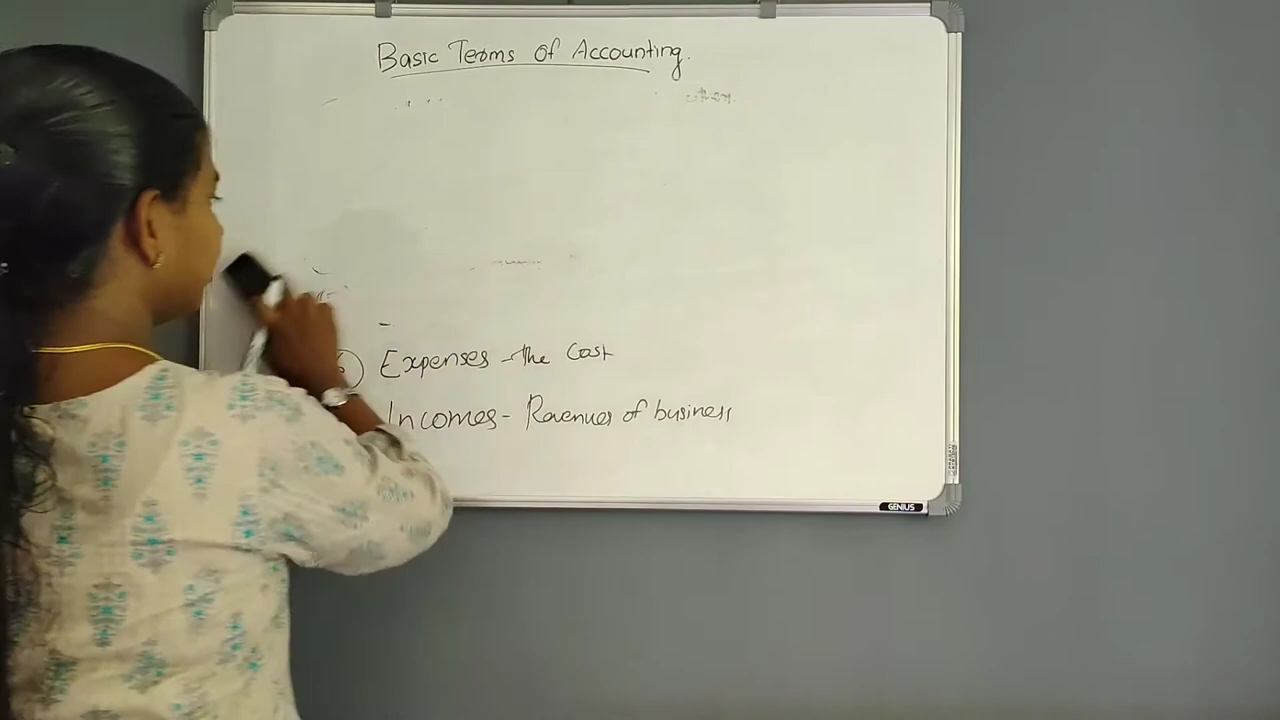 Basic Terms Of Accounting.
Expenses - The Cost
Incomes - Revenues of business
GENIUS